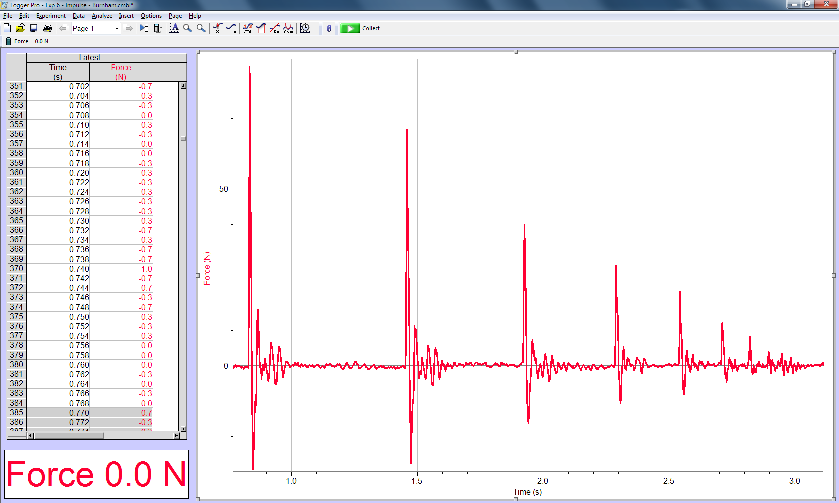 Logger Pro - Exp 6 - Impulse - Burnham.cmbl *
File Edit Experiment Data Analyze Insert Options Page Help
Page 1
Collect
Force 0.0 N
Latest
Time Force
(s) (N)
351 0.702 -0.7
352 0.704 -0.3
353 0.706 -0.3
354 0.708 0.0
355 0.710 -0.3
356 0.712 -0.3
357 0.714 0.0
358 0.716 0.0
359 0.718 -0.3
360 0.720 -0.3
361 0.722 -0.3
362 0.724 -0.3
363 0.726 -0.3
364 0.728 -0.3
365 0.730 -0.3
366 0.732 -0.7
367 0.734 -0.3
368 0.736 -0.7
369 0.738 -0.7
370 0.740 -1.0
371 0.742 -0.7
372 0.744 -0.7
373 0.746 -0.3
374 0.748 -0.7
375 0.750 -0.3
376 0.752 -0.3
377 0.754 -0.3
378 0.756 0.0
379 0.758 0.0
380 0.760 0.0
381 0.762 -0.3
382 0.764 0.0
383 0.766 -0.3
384 0.768 0.0
385 0.770 -0.7
386 0.772 -0.3
387
Force 0.0 N
50
Force (N)
0
1.0 1.5 2.0 2.5 3.0
Time (s)